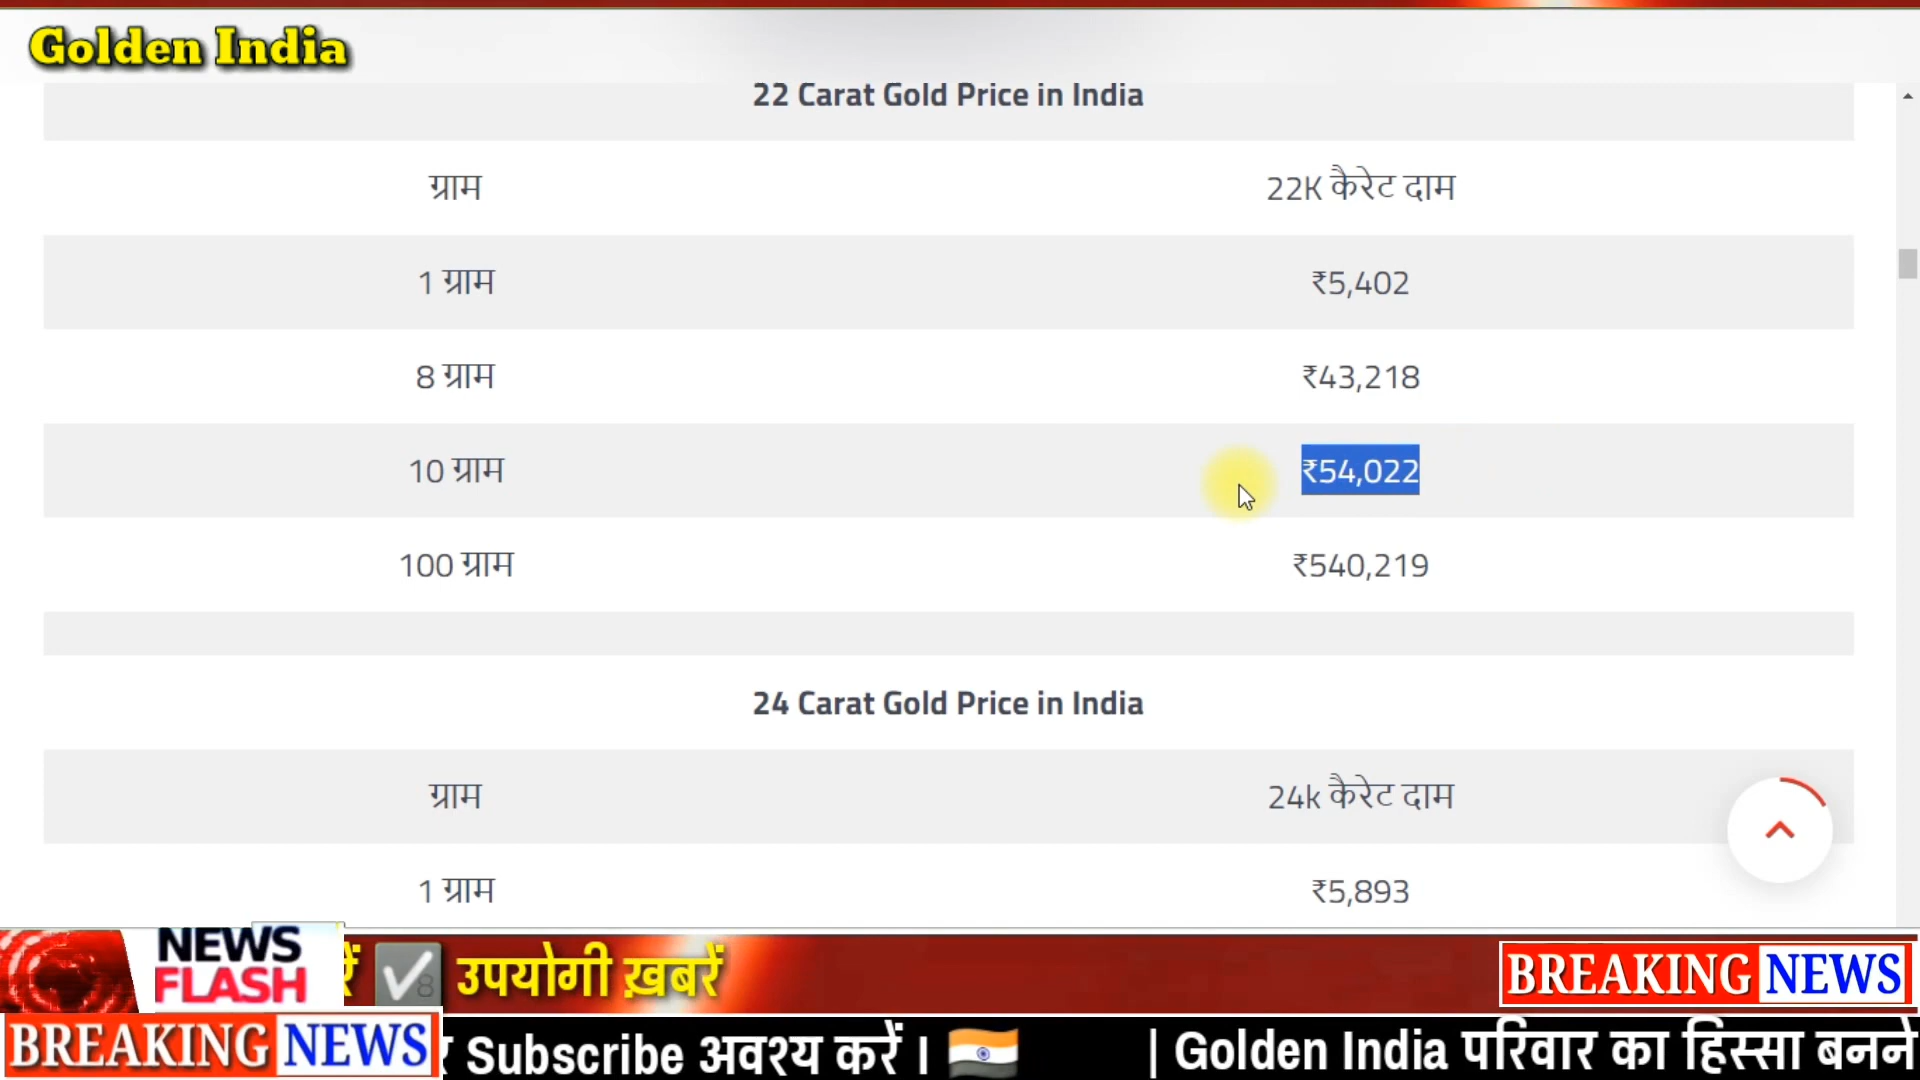 Golden India
22 Carat Gold Price in India
ग्राम 22K कैरेट दाम
1 ग्राम ₹5,402
8 ग्राम ₹43,218
10 ग्राम ₹54,022
100 ग्राम ₹540,219
24 Carat Gold Price in India
ग्राम 24k कैरेट दाम
1 ग्राम ₹5,893
NEWS
FLASH
उपयोगी ख़बरें
BREAKING NEWS
BREAKING NEWS
Subscribe अवश्य करें । | Golden India परिवार का हिस्सा बनने